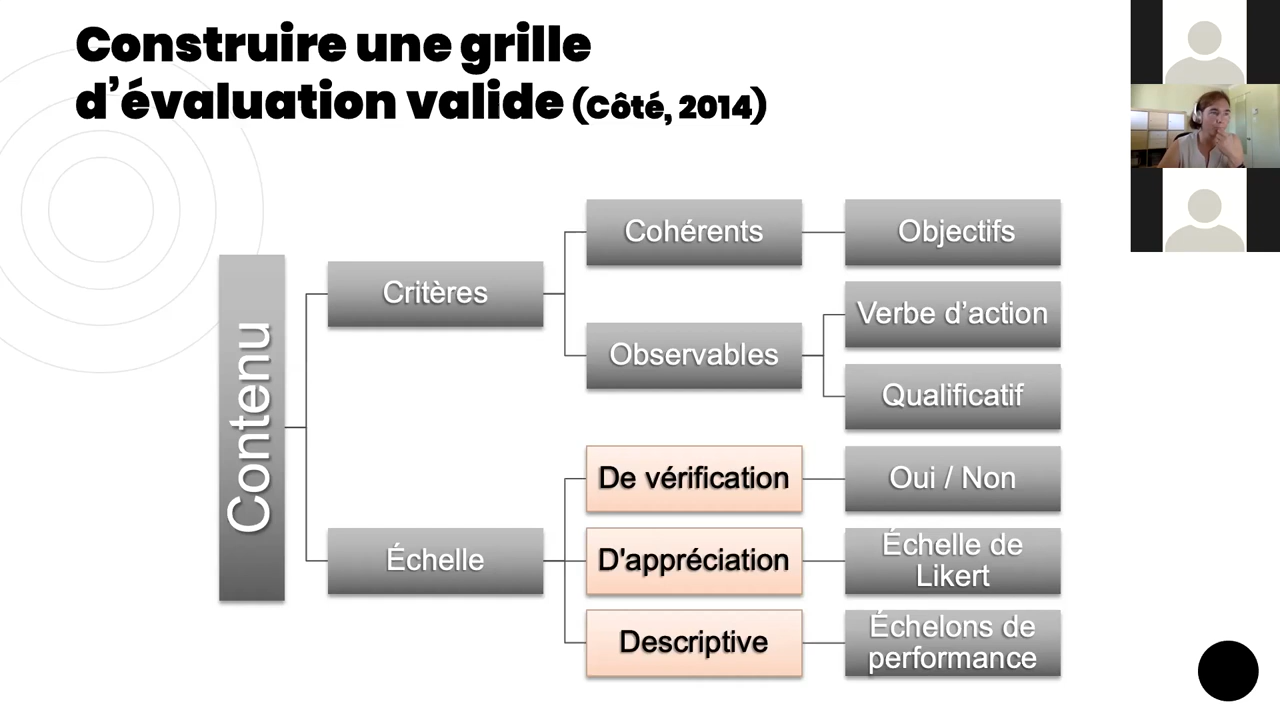 Construire une grille
d’évaluation valide (Côté, 2014)
Contenu
Critères
Cohérents
Objectifs
Observables
Verbe d’action
Qualificatif
Échelle
De vérification
Oui / Non
D'appréciation
Échelle de
Likert
Descriptive
Échelons de
performance